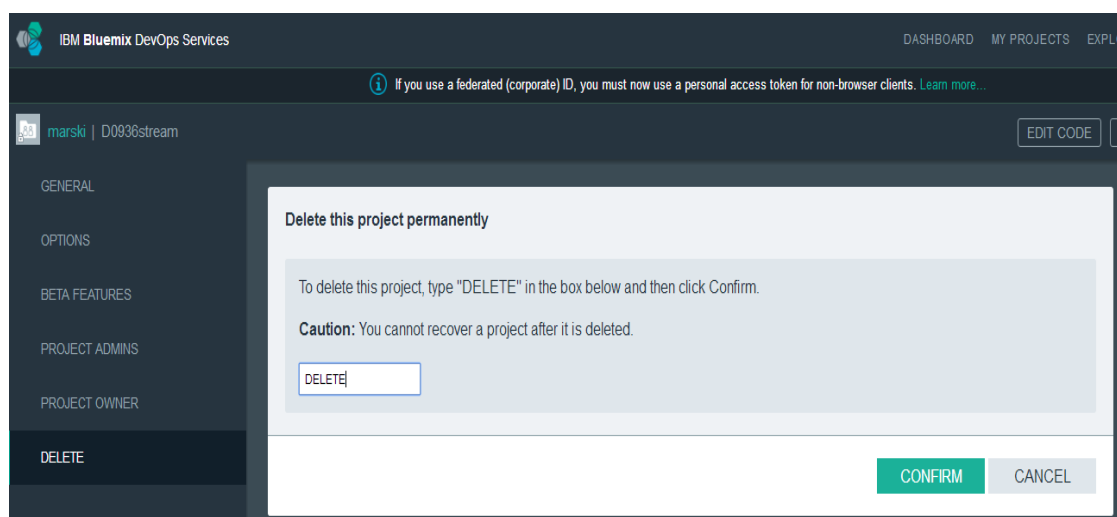 IBM Bluemix DevOps Services
DASHBOARD MY PROJECTS
If you use a federated (corporate) ID, you must now use a personal access token for non-browser clients. Learn more...
marski | D0936stream
EDIT CODE
GENERAL
OPTIONS
BETA FEATURES
PROJECT ADMINS
PROJECT OWNER
DELETE
Delete this project permanently
To delete this project, type "DELETE" in the box below and then click Confirm.
Caution: You cannot recover a project after it is deleted.
DELETE
CONFIRM CANCEL